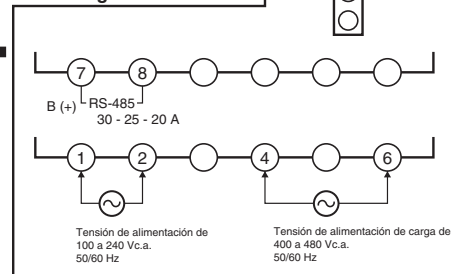 7 8
B (+) RS-485
30 - 25 - 20 A
1 2 4 6
Tensión de alimentación de
100 a 240 Vc.a.
50/60 Hz
Tensión de alimentación de carga de
400 a 480 Vc.a.
50/60 Hz